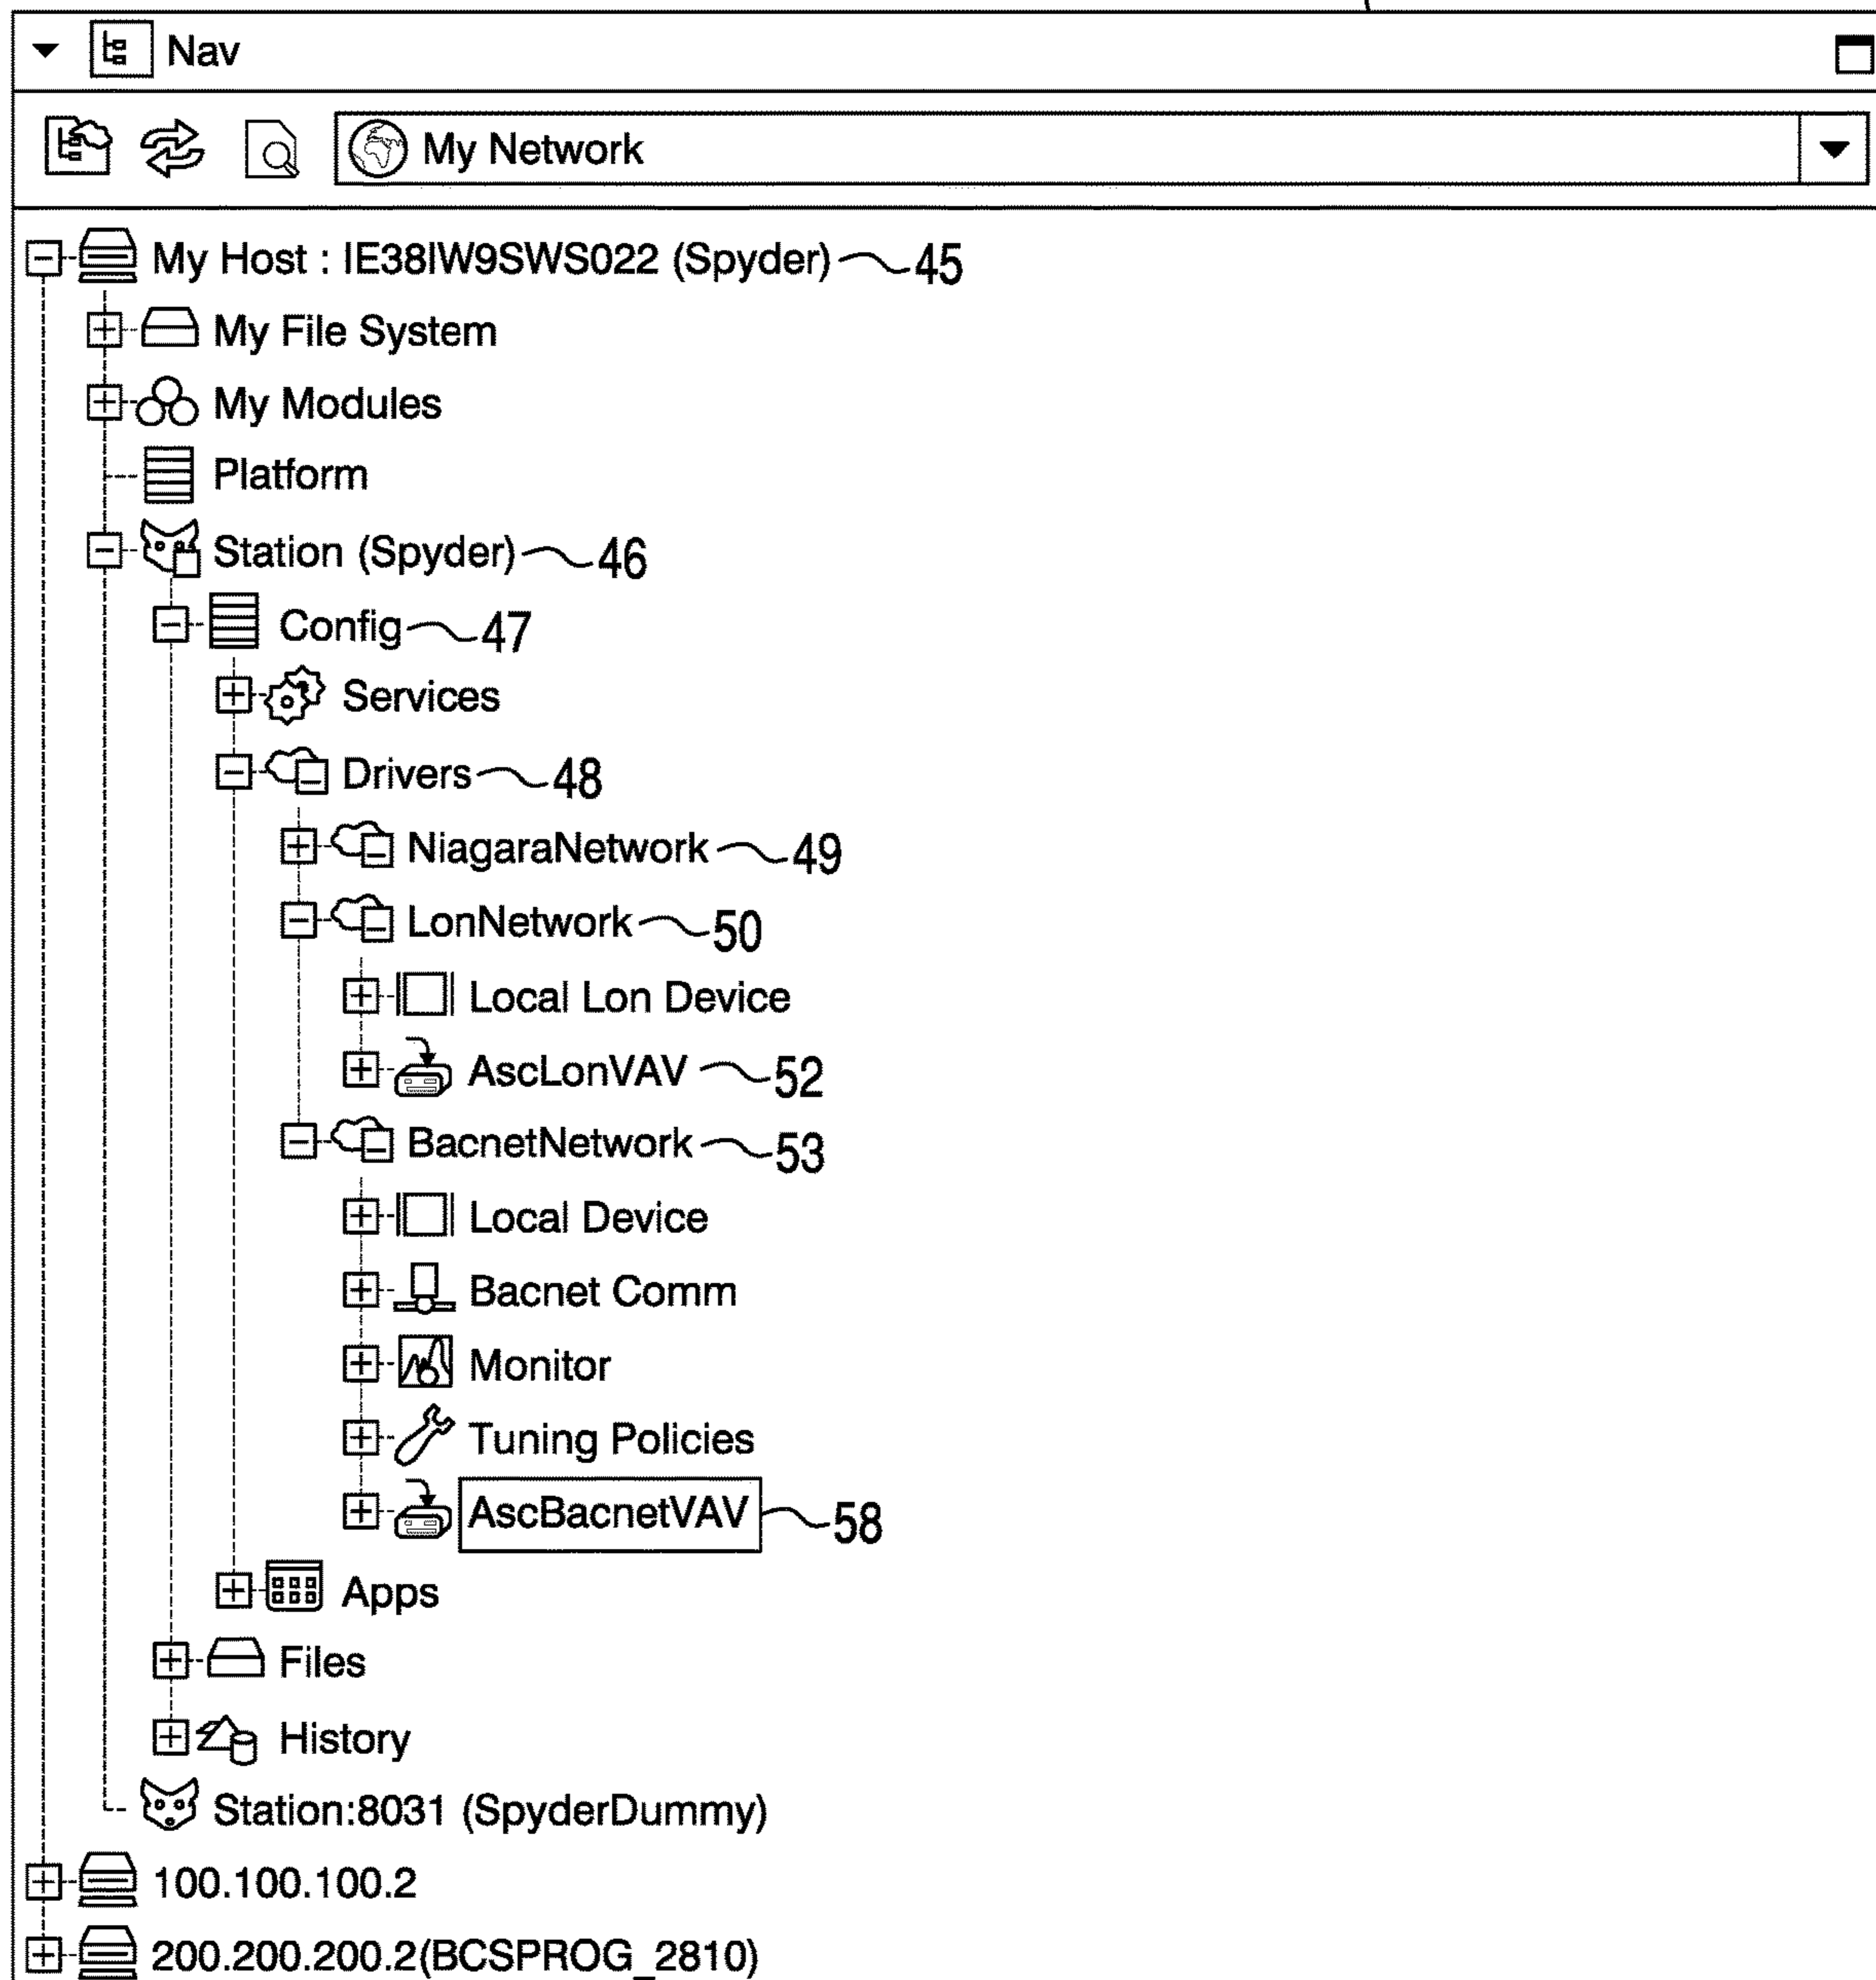 Nav
My Network
My Host : IE38IW9SWS022 (Spyder) 45
My File System
My Modules
Platform
Station (Spyder) 46
Config 47
Services
Drivers 48
NiagaraNetwork 49
LonNetwork 50
Local Lon Device
AscLonVAV 52
BacnetNetwork 53
Local Device
Bacnet Comm
Monitor
Tuning Policies
AscBacnetVAV 58
Apps
Files
History
Station:8031 (SpyderDummy)
100.100.100.2
200.200.200.2(BCSPROG_2810)